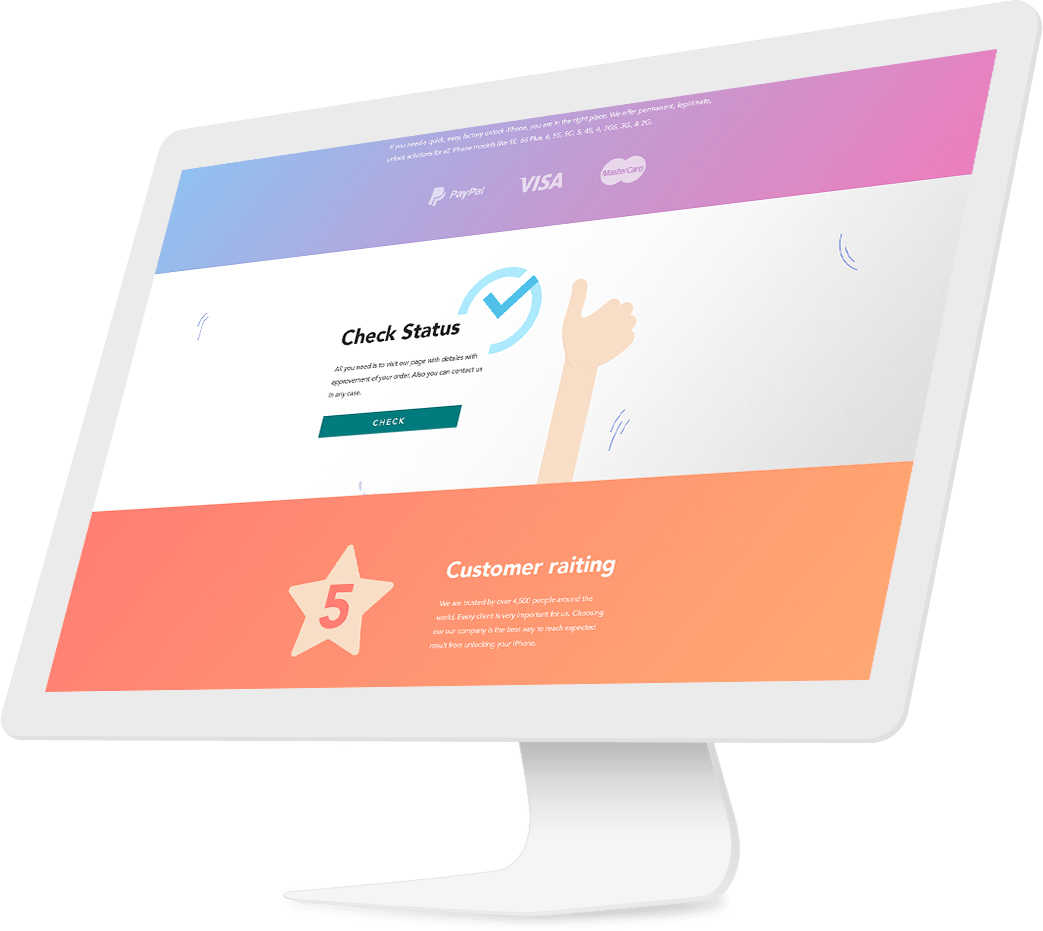 If you need a quick, easy, factory unlock iPhone, you are in the right place. We offer permanent, legitimate,
unlock solutions for all iPhone models like SE, 6S Plus, 6, 5S, 5C, 5, 4S, 4, 3GS, 3G, & 2G.
PayPal
VISA
MasterCard
Check Status
All you need is to visit our page with detailes with
approvement of your order. Also you can contact us
in any case.
CHECK
5
Customer raiting
We are trusted by over 4,500 people around the
world. Every client is very important for us. Choosing
our our company is the best way to reach expected
result from unlocking your iPhone.